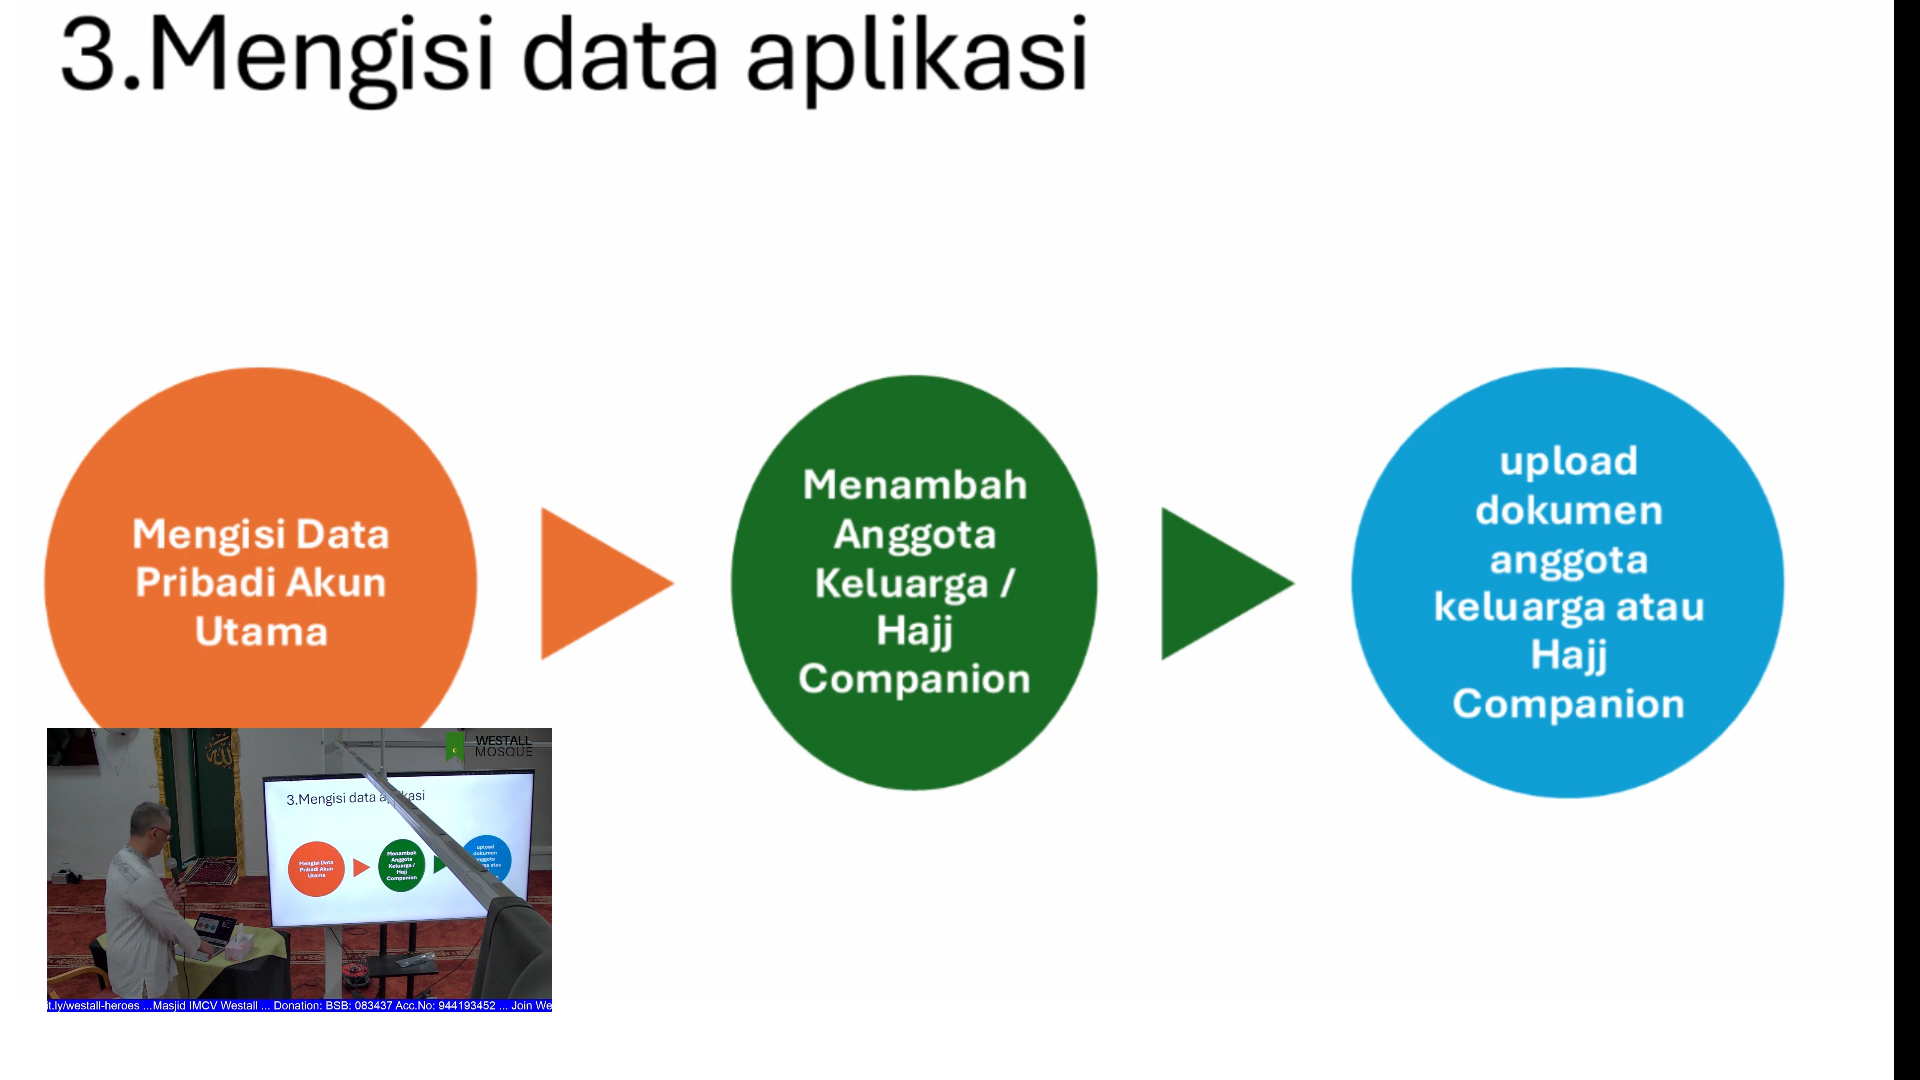 3.Mengisi data aplikasi
Mengisi Data
Pribadi Akun
Utama
Menambah
Anggota
Keluarga /
Hajj
Companion
upload
dokumen
anggota
keluarga atau
Hajj
Companion
WESTALL
MOSQUE
3.Mengisi data
Mengisi Data
Pribadi Akun
Utama
Menambah
Anggota
Keluarga /
Hajj
Companion
upload
dokumen
it.ly/westall-heroes ...Masjid IMCV Westall ... Donation: BSB: 083437 Acc.No: 944193452 ... Join We